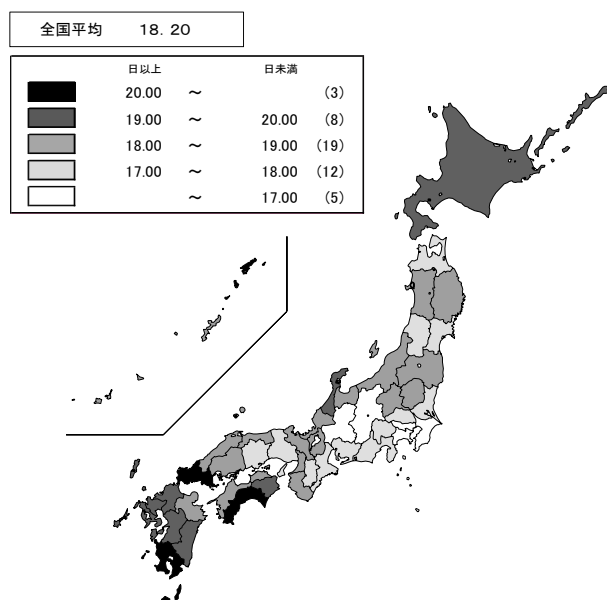 全国平均 18.20
日以上 日未満
20.00 ～ (3)
19.00 ～ 20.00 (8)
18.00 ～ 19.00 (19)
17.00 ～ 18.00 (12)
～ 17.00 (5)